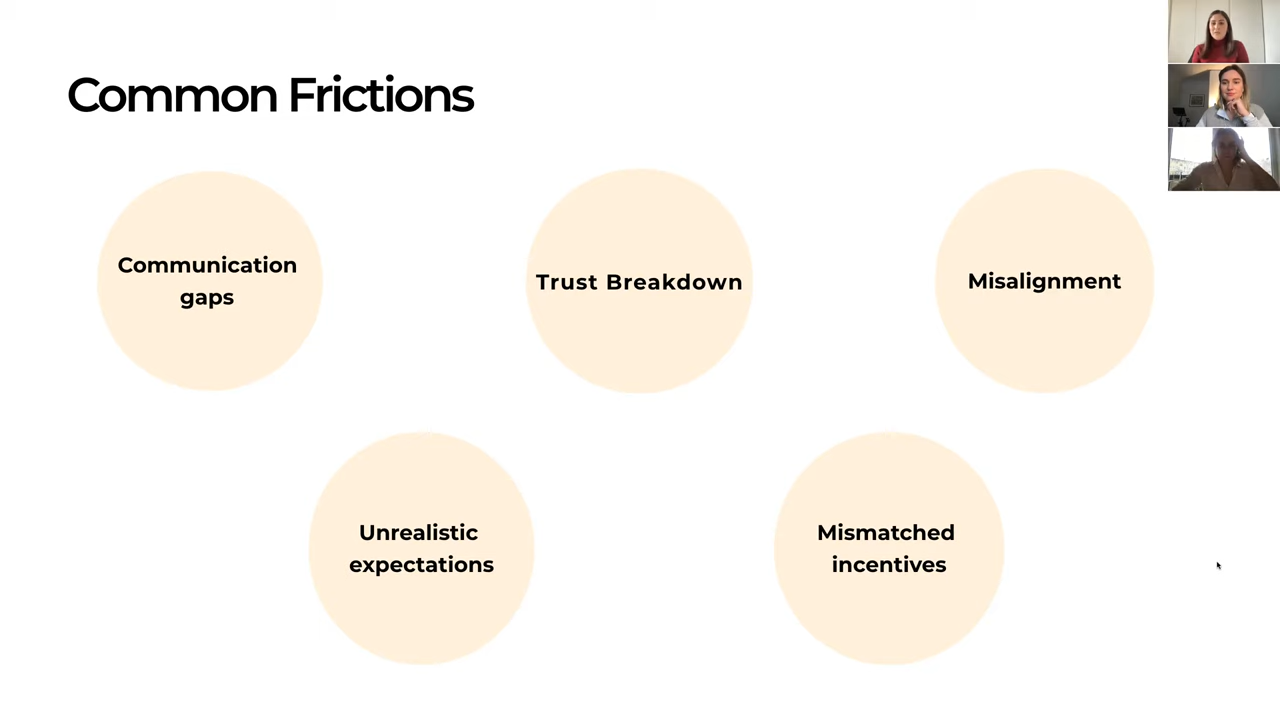 Common Frictions
Communication
gaps
Trust Breakdown
Misalignment
Unrealistic
expectations
Mismatched
incentives